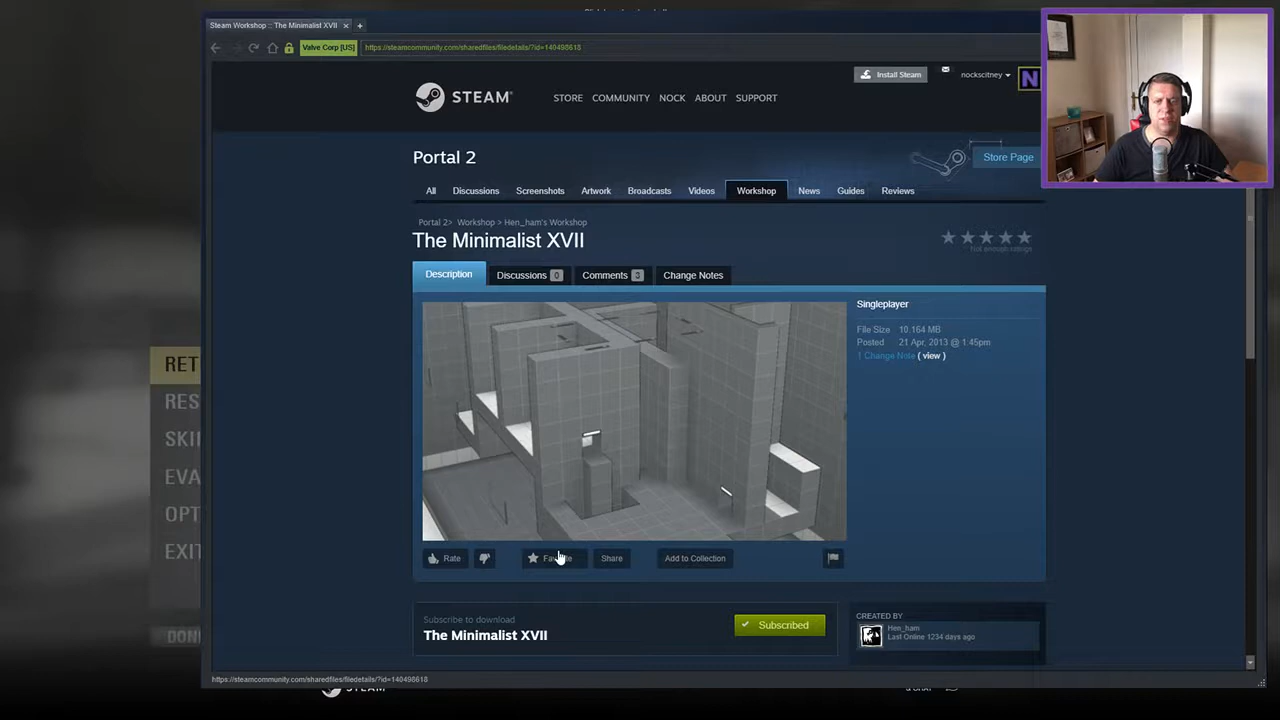 Steam Workshop :: The Minimalist XVII
Valve Corp [US] https://steamcommunity.com/sharedfiles/filedetails/?id=140498618
Install Steam nockscitney
STEAM® STORE COMMUNITY NOCK ABOUT SUPPORT
N
Portal 2
Store Page
All Discussions Screenshots Artwork Broadcasts Videos Workshop News Guides Reviews
Portal 2> Workshop > Hen_ham's Workshop
The Minimalist XVII
Not enough ratings
Description Discussions 0 Comments 3 Change Notes
Singleplayer
File Size 10.164 MB
Posted 21 Apr, 2013 @ 1:45pm
1 Change Note ( view )
RET
RES
SKI
EVA
OPT
EXIT
Rate Share Add to Collection
Subscribe to download
The Minimalist XVII
Subscribed
CREATED BY
Hen_ham
Last Online 1234 days ago
DON
https://steamcommunity.com/sharedfiles/filedetails/?id=140498618
STEAM